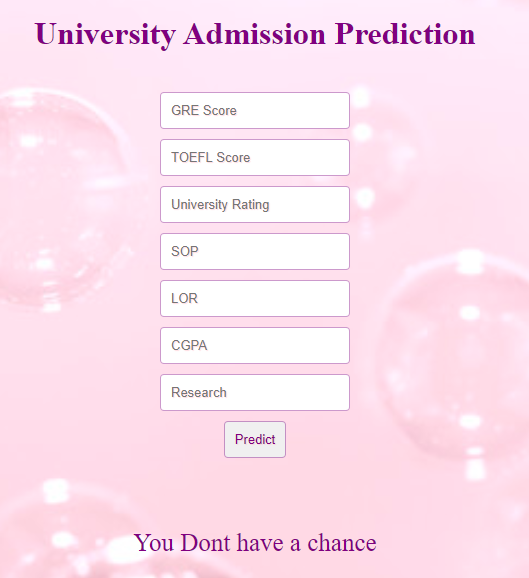 University Admission Prediction
GRE Score
TOEFL Score
University Rating
SOP
LOR
CGPA
Research
Predict
You Dont have a chance